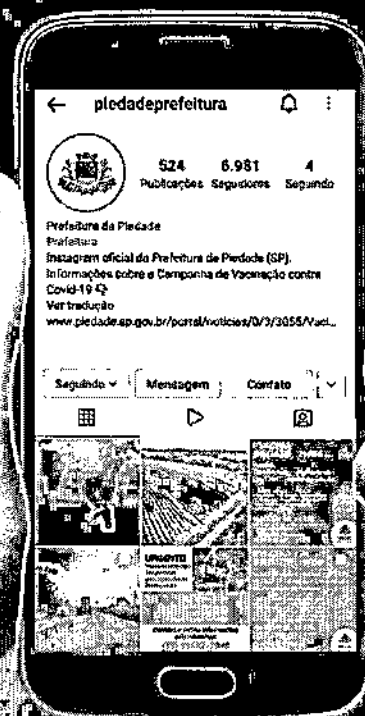 piedadeprefeitura
524 6.981 4
Publicações Seguidores Seguindo
Prefeitura de Piedade
Prefeitura
Instagram oficial da Prefeitura de Piedade (SP).
Informações sobre a Campanha de Vacinação contra
Covid-19
Ver tradução
www.piedade.sp.gov.br/portal/noticias/0/3/3055/Vaci...
Seguindo Mensagem Contato
URGENTE